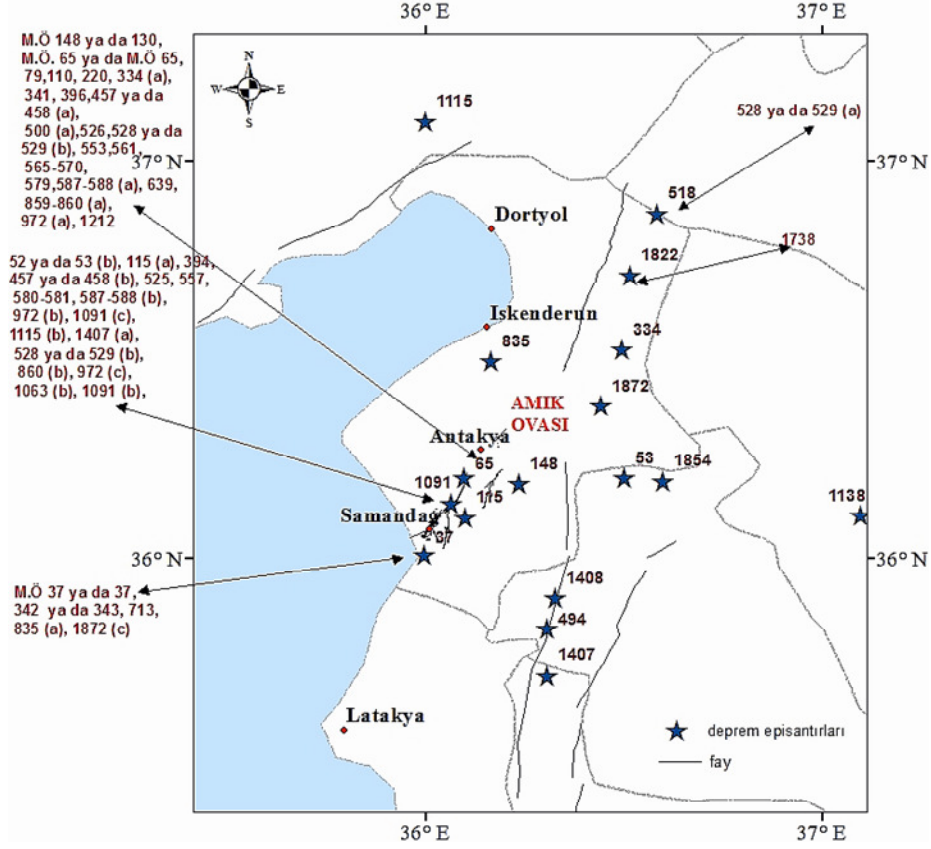 36° E
37° E
M.Ö 148 ya da 130,
M.Ö. 65 ya da M.Ö 65,
79,110, 220, 334 (a),
341, 396,457 ya da
458 (a),
500 (a),526,528 ya da
529 (b), 553,561,
565-570,
579,587-588 (a), 639,
859-860 (a),
972 (a), 1212
N
W E
S
1115
528 ya da 529 (a)
37° N
37° N
518
Dortyol
1738
1822
52 ya da 53 (b), 115 (a), 394,
457 ya da 458 (b), 525, 557,
580-581, 587-588 (b),
972 (b), 1091 (c),
1115 (b), 1407 (a),
528 ya da 529 (b),
860 (b), 972 (c),
1063 (b), 1091 (b),
Iskenderun
835
334
1872
AMIK
OVASI
Antakya
65
148
53
1854
1091
115
1138
Samandag
37
36° N
36° N
M.Ö 37 ya da 37,
342 ya da 343, 713,
835 (a), 1872 (c)
1408
494
1407
Latakya
deprem episantırları
fay
36° E
37° E